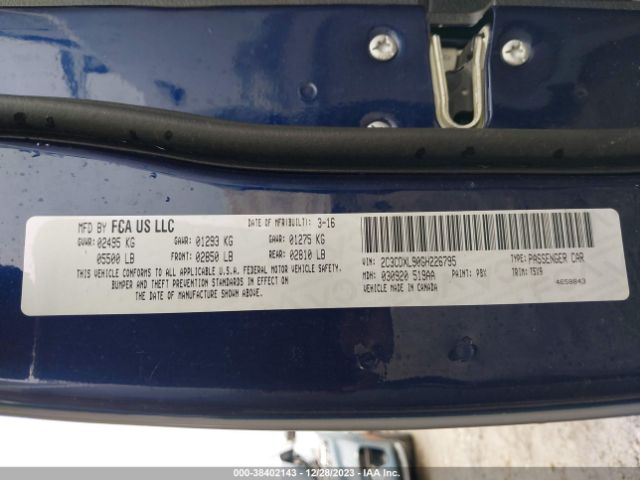 MFD BY FCA US LLC
DATE OF MFR(BUILT): 3-16
GVWR: 02495 KG GAWR: 01293 KG GAWR: 01275 KG
05500 LB FRONT: 02850 LB REAR: 02810 LB
THIS VEHICLE CONFORMS TO ALL APPLICABLE U.S.A. FEDERAL MOTOR VEHICLE SAFETY,
BUMPER AND THEFT PREVENTION STANDARDS IN EFFECT ON
THE DATE OF MANUFACTURE SHOWN ABOVE.
VIN: 2C3CDXL90GH226795 TYPE: PASSENGER CAR
MDH: 030920 519AA PAINT: PBX TRIM: T5X9
VEHICLE MADE IN CANADA 4658843
000-38402143 - 12/28/2023 - IAA Inc.